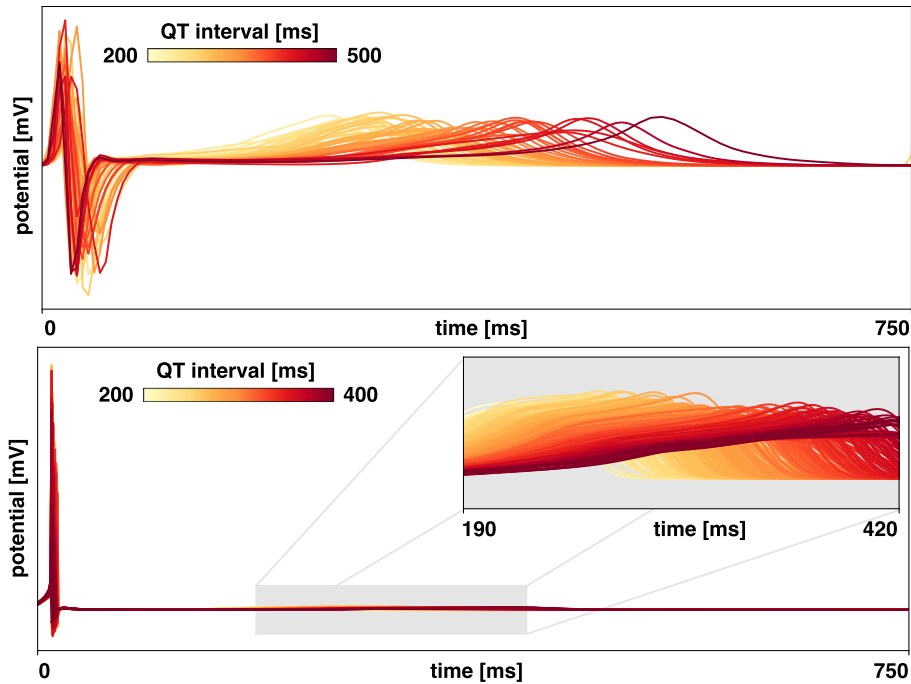 QT interval [ms]
200 500
potential [mV]
0 time [ms] 750
QT interval [ms]
200 400
potential [mV]
190 time [ms] 420
0 time [ms] 750